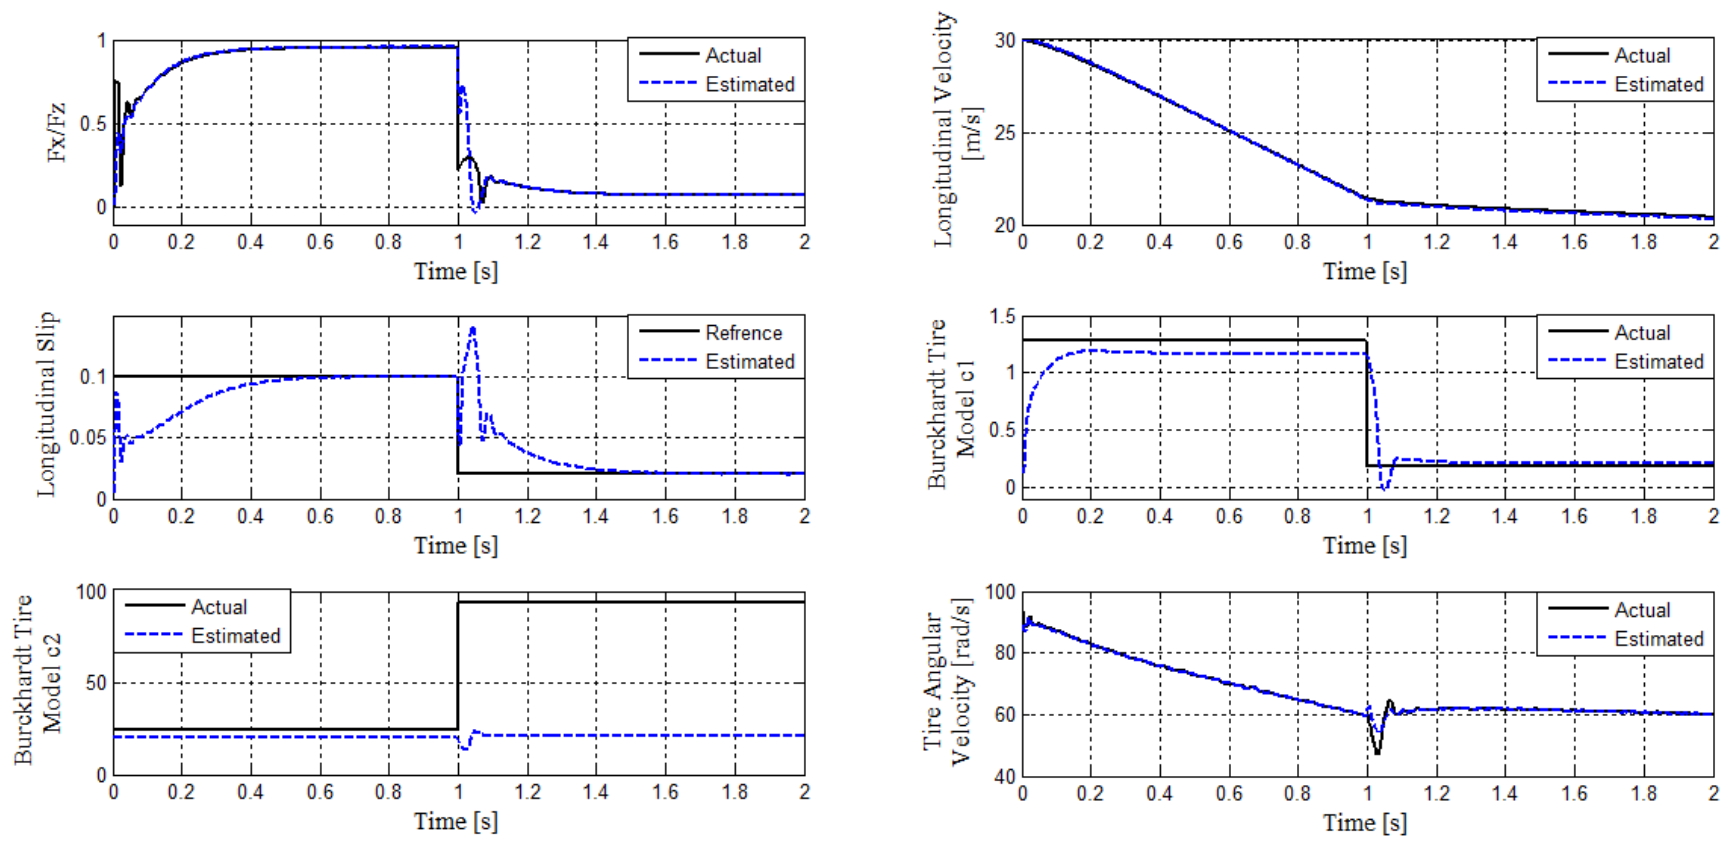 Fx/Fz
1
0.5
0
Actual
Estimated
0 0.2 0.4 0.6 0.8 1 1.2 1.4 1.6 1.8 2
Time [s]
Longitudinal Velocity
[m/s]
30
25
20
Actual
Estimated
0 0.2 0.4 0.6 0.8 1 1.2 1.4 1.6 1.8 2
Time [s]
Longitudinal Slip
0.1
0.05
0
Refrence
Estimated
0 0.2 0.4 0.6 0.8 1 1.2 1.4 1.6 1.8 2
Time [s]
Burckhardt Tire
Model c1
1.5
1
0.5
0
Actual
Estimated
0 0.2 0.4 0.6 0.8 1 1.2 1.4 1.6 1.8 2
Time [s]
Burckhardt Tire
Model c2
100
50
0
Actual
Estimated
0 0.2 0.4 0.6 0.8 1 1.2 1.4 1.6 1.8 2
Time [s]
Tire Angular
Velocity [rad/s]
100
80
60
40
Actual
Estimated
0 0.2 0.4 0.6 0.8 1 1.2 1.4 1.6 1.8 2
Time [s]